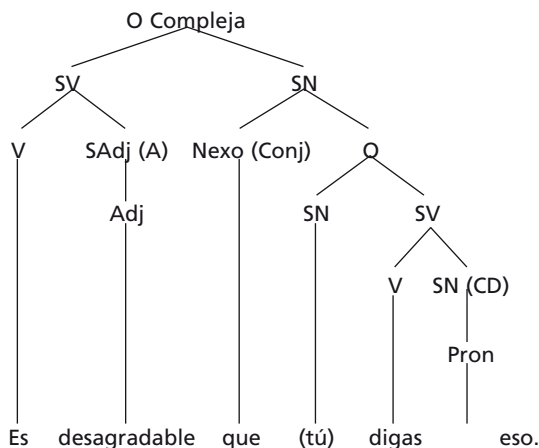 O Compleja
SV SN
V SAdj (A) Nexo (Conj) O
Adj SN SV
V SN (CD)
Pron
Es desagradable que (tú) digas eso.